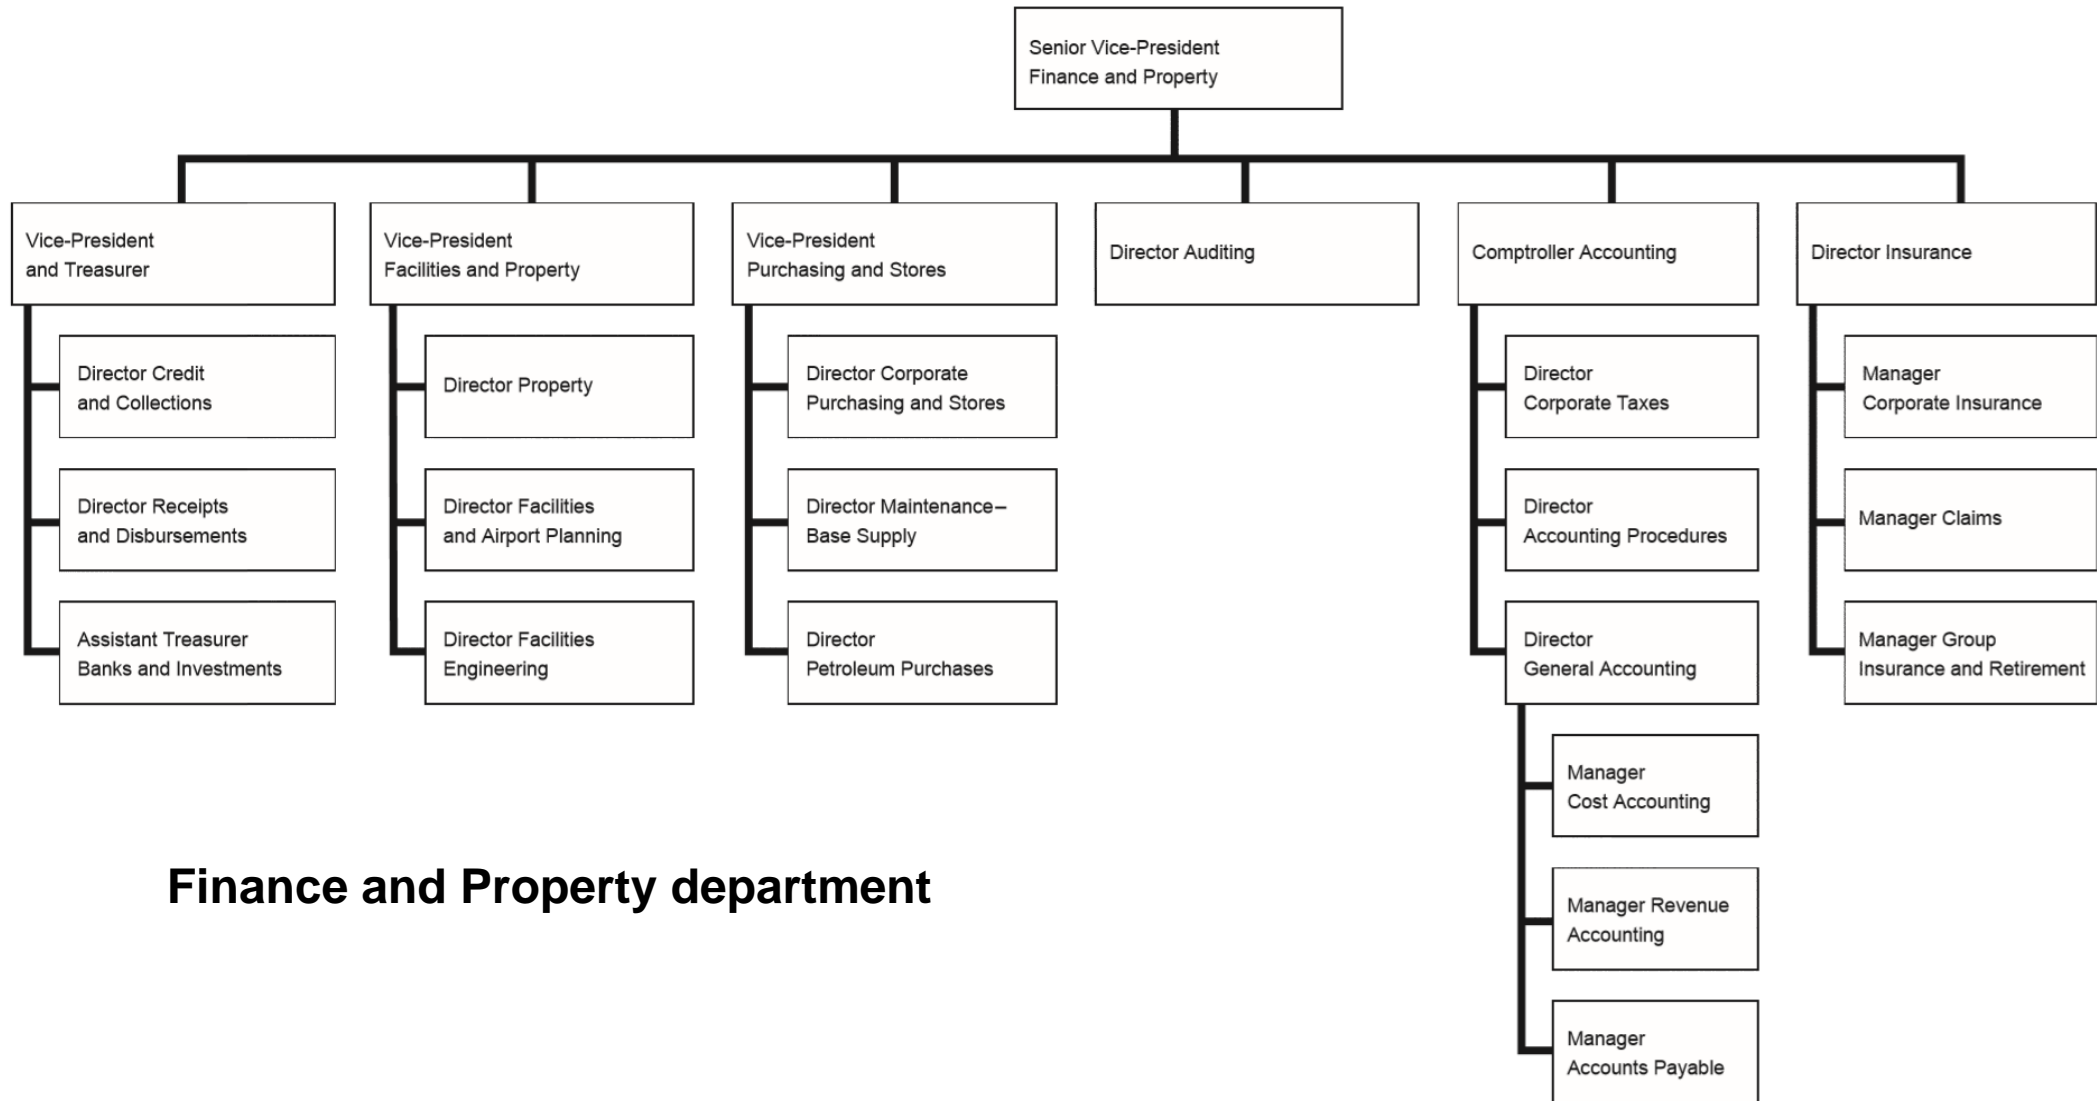 Senior Vice-President
Finance and Property
Vice-President
and Treasurer
Vice-President
Facilities and Property
Vice-President
Purchasing and Stores
Director Auditing
Comptroller Accounting
Director Insurance
Director Credit
and Collections
Director Property
Director Corporate
Purchasing and Stores
Director
Corporate Taxes
Manager
Corporate Insurance
Director Receipts
and Disbursements
Director Facilities
and Airport Planning
Director Maintenance–
Base Supply
Director
Accounting Procedures
Manager Claims
Assistant Treasurer
Banks and Investments
Director Facilities
Engineering
Director
Petroleum Purchases
Director
General Accounting
Manager Group
Insurance and Retirement
Manager
Cost Accounting
Finance and Property department
Manager Revenue
Accounting
Manager
Accounts Payable